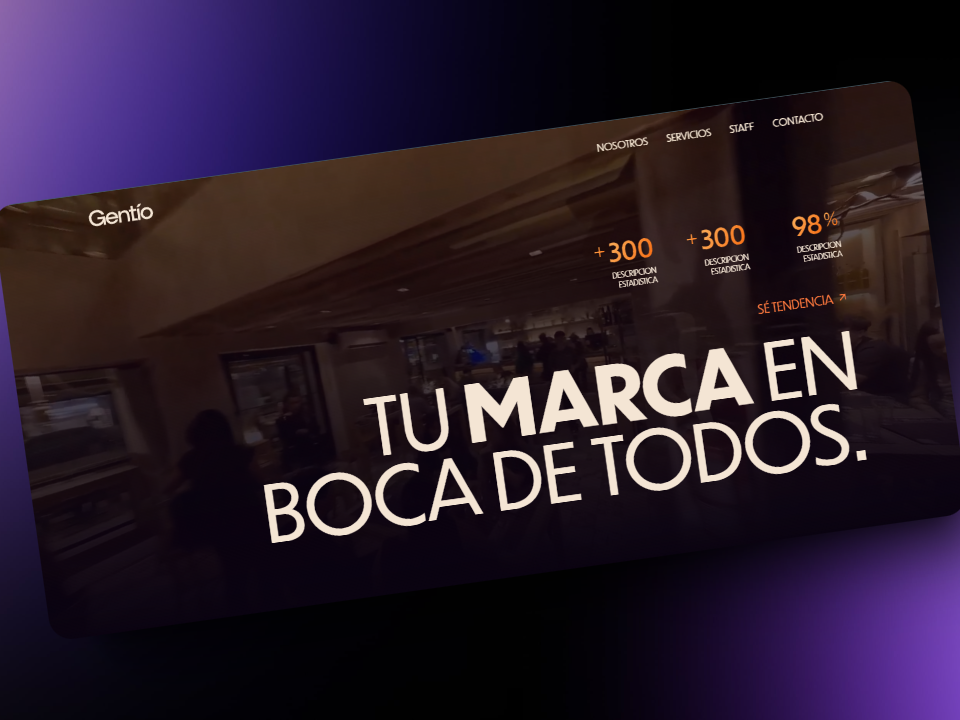 Gentío
NOSOTROS SERVICIOS STAFF CONTACTO
+300 +300 98%
DESCRIPCION DESCRIPCION DESCRIPCION
ESTADISTICA ESTADISTICA ESTADISTICA
SÉ TENDENCIA ↗
TU MARCA EN
BOCA DE TODOS.